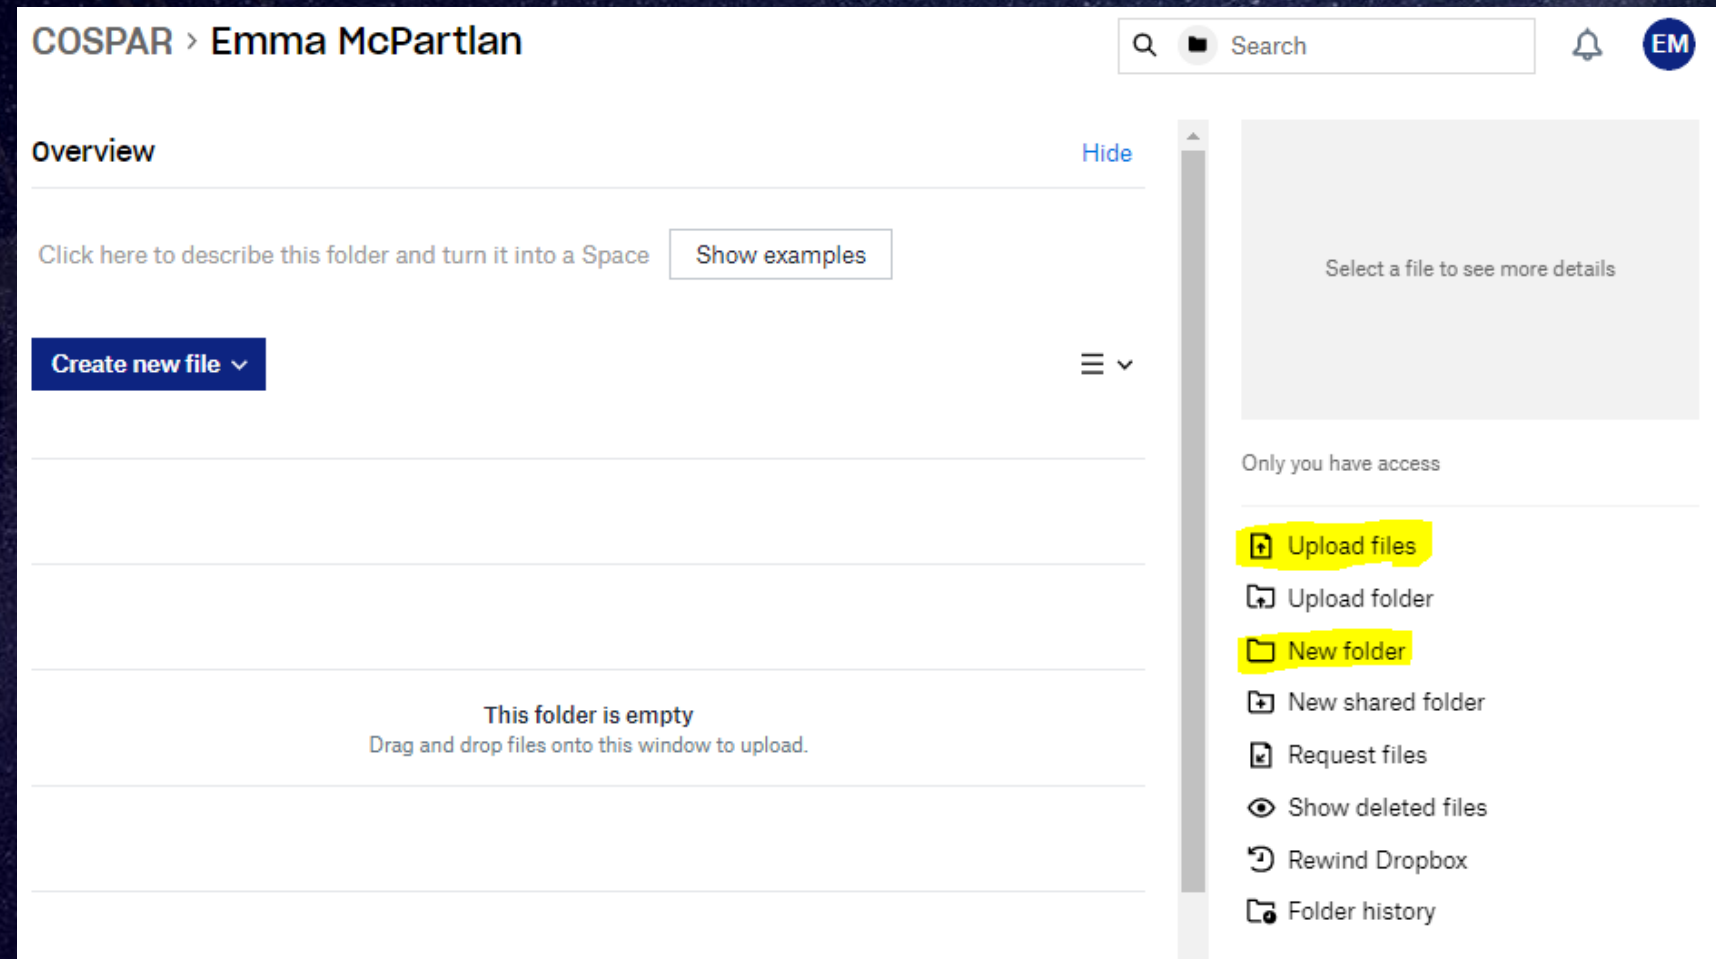 COSPAR > Emma McPartlan
Search
EM
Overview
Hide
Click here to describe this folder and turn it into a Space
Show examples
Select a file to see more details
Create new file
Only you have access
Upload files
Upload folder
New folder
New shared folder
This folder is empty
Drag and drop files onto this window to upload.
Request files
Show deleted files
Rewind Dropbox
Folder history